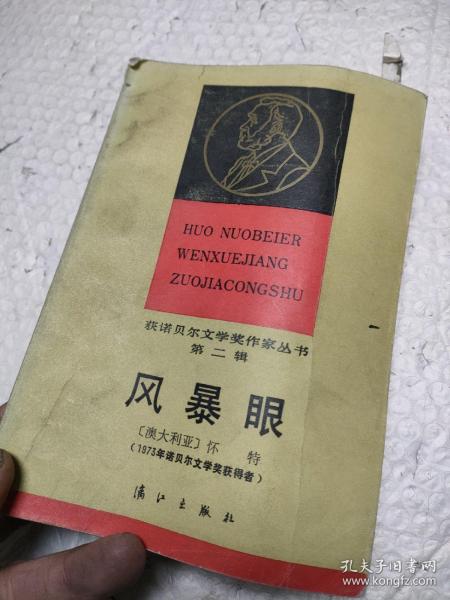 HUO NUOBEIER
WENXUEJIANG
ZUOJIACONGSHU
获诺贝尔文学奖作家丛书
第二辑
风暴眼
〔澳大利亚〕怀 特
(1973年诺贝尔文学奖获得者)
漓江出版社
孔夫子旧书网
www.kongfz.com